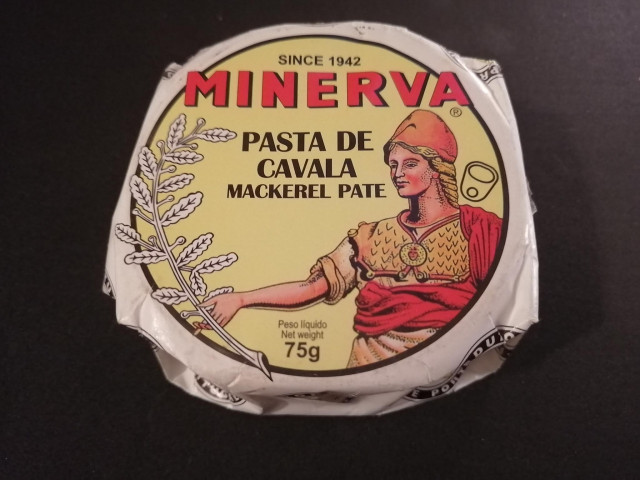 SINCE 1942
MINERVA
®
PASTA DE
CAVALA
MACKEREL PATE
Peso líquido
Net weight
75g